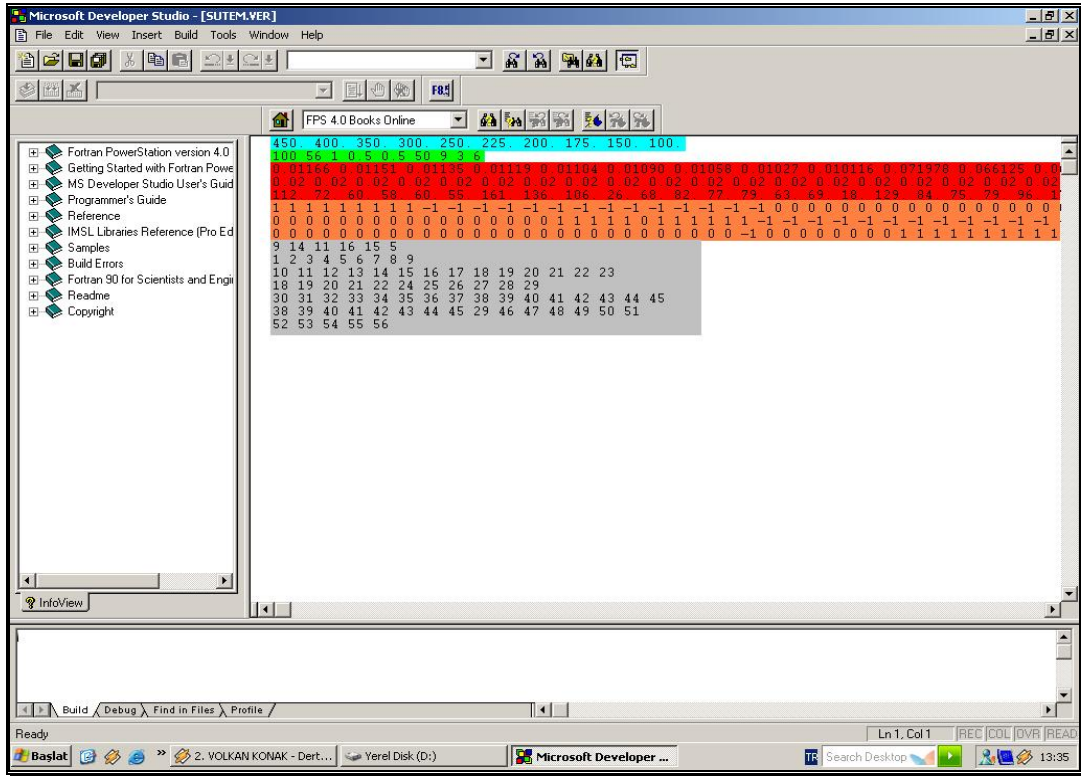 Microsoft Developer Studio - [SUTEM.VER]
File Edit View Insert Build Tools Window Help
F8.5
FPS 4.0 Books Online
Fortran PowerStation version 4.0
Getting Started with Fortran Powe
MS Developer Studio User's Guid
Programmer's Guide
Reference
IMSL Libraries Reference (Pro Ed
Samples
Build Errors
Fortran 90 for Scientists and Engi
Readme
Copyright
InfoView
450. 400. 350. 300. 250. 225. 200. 175. 150. 100.
100 56 1 0.5 0.5 50 9 3 6
0.01166 0.01151 0.01135 0.01119 0.01104 0.01090 0.01058 0.01027 0.010116 0.071978 0.066125 0.0
0.02 0.02 0.02 0.02 0.02 0.02 0.02 0.02 0.02 0.02 0.02 0.02 0.02 0.02 0.02 0.02 0.02 0.02 0.02
112. 72. 60. 58. 60. 55. 161. 136. 106. 26. 68. 82. 77. 79. 63. 69. 18. 129. 84. 75. 79. 96. 1
1 1 1 1 1 1 1 1 1 -1 -1 -1 -1 -1 -1 -1 -1 -1 -1 -1 -1 -1 -1 0 0 0 0 0 0 0 0 0 0 0 0 0
0 0 0 0 0 0 0 0 0 0 0 0 0 0 0 0 0 1 1 1 1 0 1 1 1 1 1 1 -1 -1 -1 -1 -1 -1 -1 -1 -1
0 0 0 0 0 0 0 0 0 0 0 0 0 0 0 0 0 0 0 0 0 0 0 0 0 0 0 0 -1 0 0 0 0 0 0 0 1 1 1 1 1 1 1 1 1 1
9 14 11 16 15 5
1 2 3 4 5 6 7 8 9
10 11 12 13 14 15 16 17 18 19 20 21 22 23
18 19 20 21 22 24 25 26 27 28 29
30 31 32 33 34 35 36 37 38 39 40 41 42 43 44 45
38 39 40 41 42 43 44 45 29 46 47 48 49 50 51
52 53 54 55 56
Build Debug Find in Files Profile
Ready
Ln 1, Col 1
REC COL OVR READ
Başlat
2. VOLKAN KONAK - Dert...
Yerel Disk (D:)
Microsoft Developer ...
TR
Search Desktop
13:35